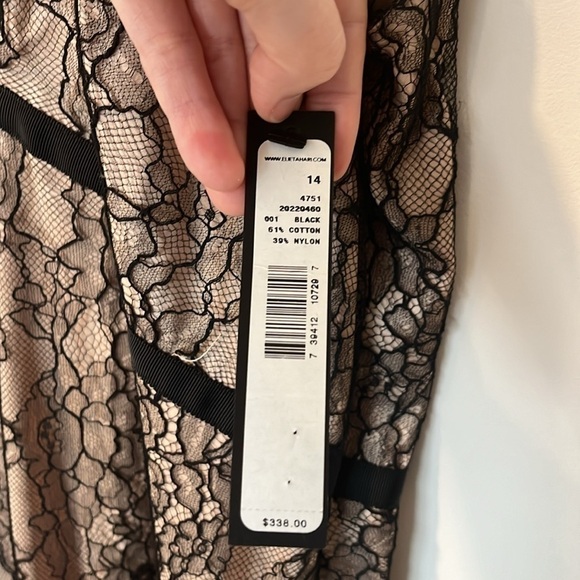 WWW.ELIETAHARI.COM
14
4751
20220460
001 BLACK
61% COTTON
39% NYLON
7 39412 10729 7
$338.00